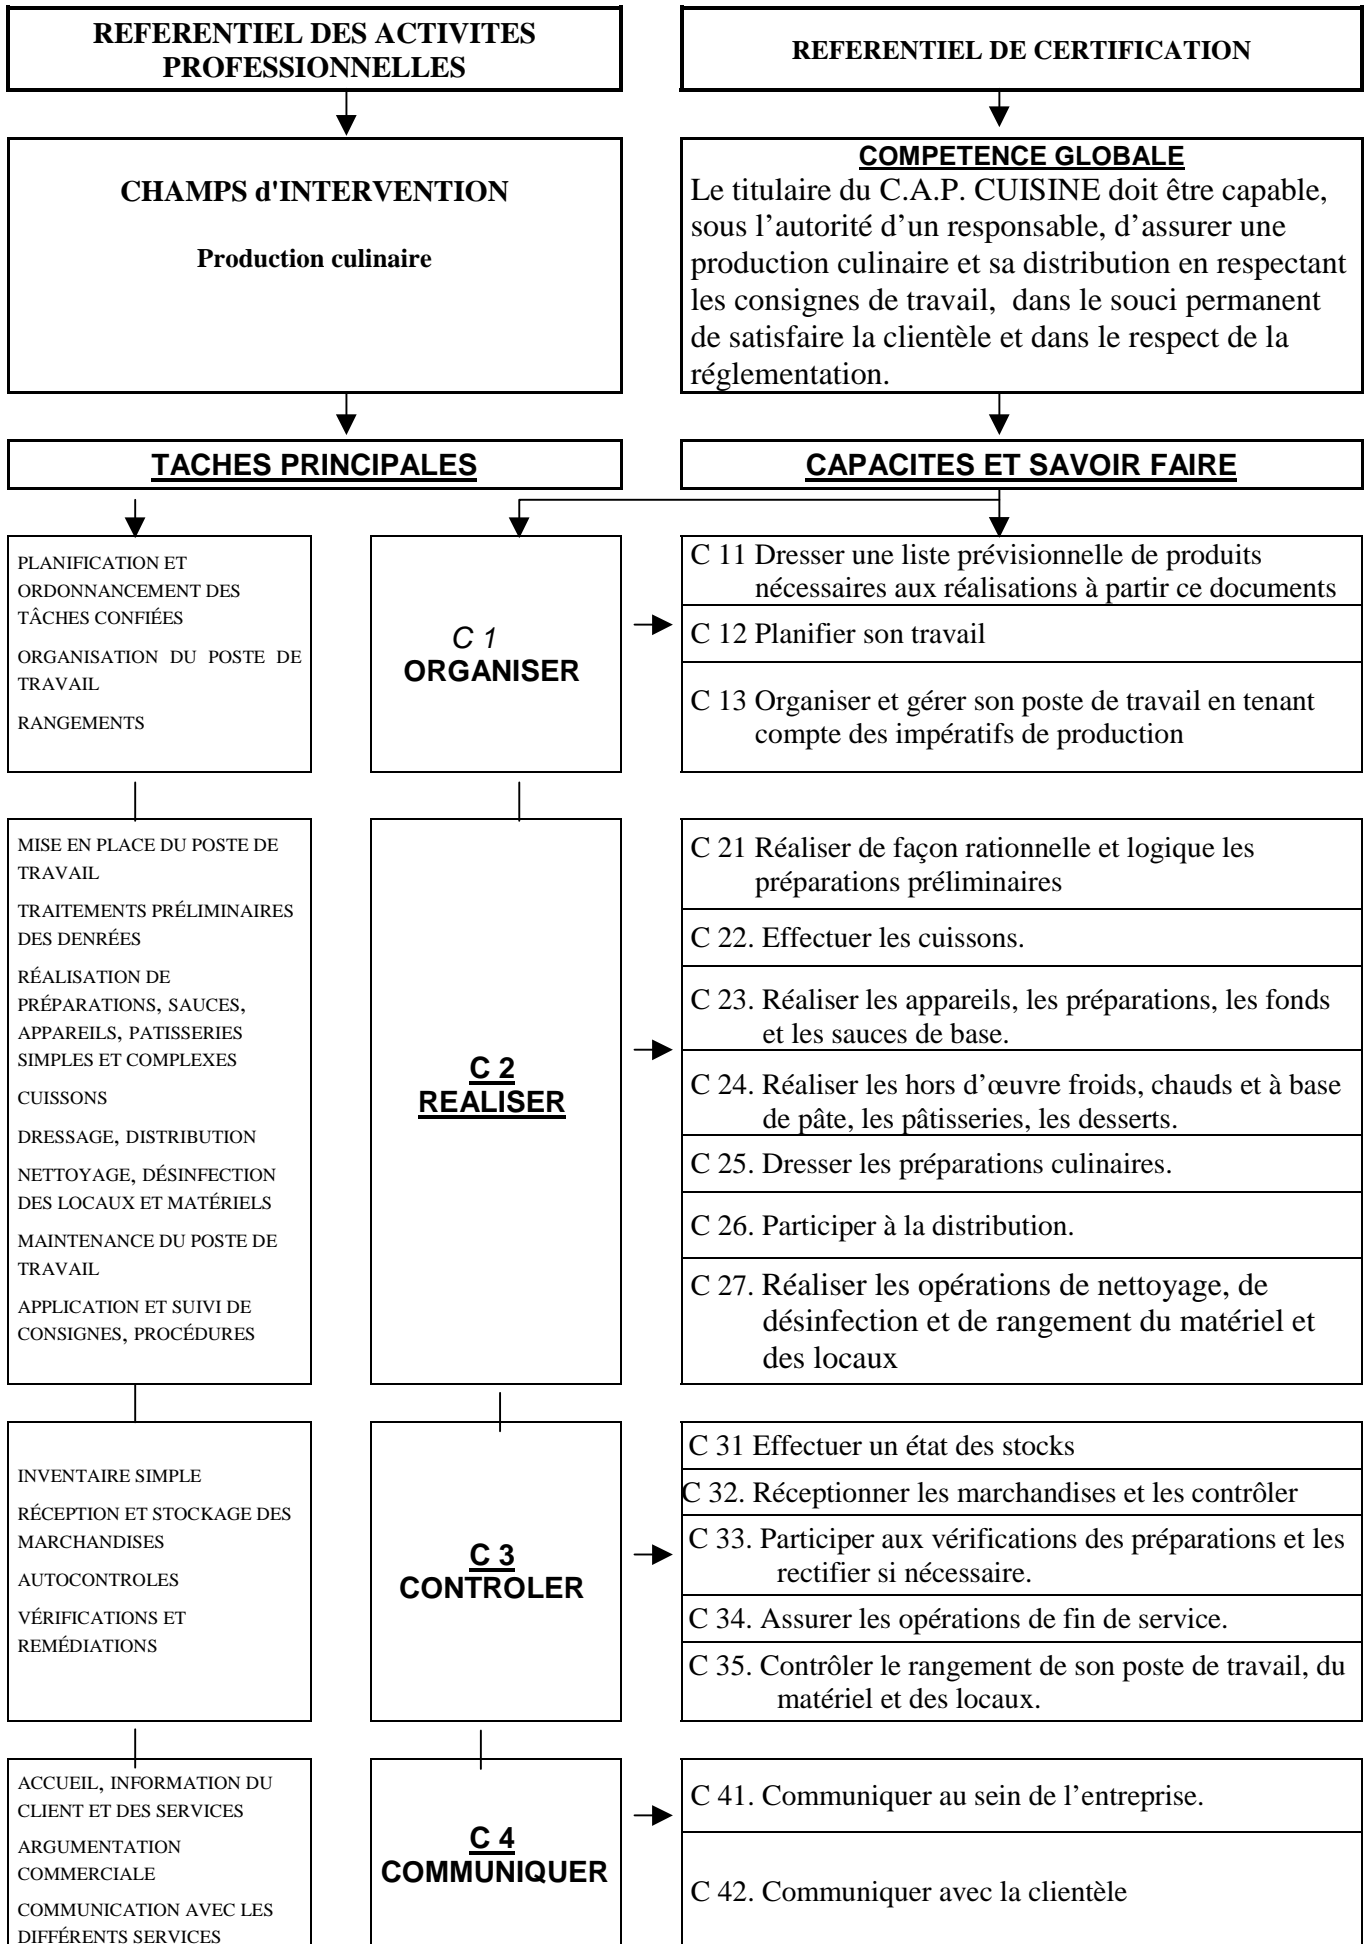 REFERENTIEL DES ACTIVITES
PROFESSIONNELLES
REFERENTIEL DE CERTIFICATION
CHAMPS d'INTERVENTION
Production culinaire
COMPETENCE GLOBALE
Le titulaire du C.A.P. CUISINE doit être capable,
sous l’autorité d’un responsable, d’assurer une
production culinaire et sa distribution en respectant
les consignes de travail, dans le souci permanent
de satisfaire la clientèle et dans le respect de la
réglementation.
TACHES PRINCIPALES
CAPACITES ET SAVOIR FAIRE
PLANIFICATION ET
ORDONNANCEMENT DES
TÂCHES CONFIÉES
ORGANISATION DU POSTE DE
TRAVAIL
RANGEMENTS
C 1
ORGANISER
C 11 Dresser une liste prévisionnelle de produits
nécessaires aux réalisations à partir ce documents
C 12 Planifier son travail
C 13 Organiser et gérer son poste de travail en tenant
compte des impératifs de production
MISE EN PLACE DU POSTE DE
TRAVAIL
TRAITEMENTS PRÉLIMINAIRES
DES DENRÉES
RÉALISATION DE
PRÉPARATIONS, SAUCES,
APPAREILS, PATISSERIES
SIMPLES ET COMPLEXES
CUISSONS
DRESSAGE, DISTRIBUTION
NETTOYAGE, DÉSINFECTION
DES LOCAUX ET MATÉRIELS
MAINTENANCE DU POSTE DE
TRAVAIL
APPLICATION ET SUIVI DE
CONSIGNES, PROCÉDURES
C 2
REALISER
C 21 Réaliser de façon rationnelle et logique les
préparations préliminaires
C 22. Effectuer les cuissons.
C 23. Réaliser les appareils, les préparations, les fonds
et les sauces de base.
C 24. Réaliser les hors d’œuvre froids, chauds et à base
de pâte, les pâtisseries, les desserts.
C 25. Dresser les préparations culinaires.
C 26. Participer à la distribution.
C 27. Réaliser les opérations de nettoyage, de
désinfection et de rangement du matériel et
des locaux
INVENTAIRE SIMPLE
RÉCEPTION ET STOCKAGE DES
MARCHANDISES
AUTOCONTROLES
VÉRIFICATIONS ET
REMÉDIATIONS
C 3
CONTROLER
C 31 Effectuer un état des stocks
C 32. Réceptionner les marchandises et les contrôler
C 33. Participer aux vérifications des préparations et les
rectifier si nécessaire.
C 34. Assurer les opérations de fin de service.
C 35. Contrôler le rangement de son poste de travail, du
matériel et des locaux.
ACCUEIL, INFORMATION DU
CLIENT ET DES SERVICES
ARGUMENTATION
COMMERCIALE
COMMUNICATION AVEC LES
DIFFÉRENTS SERVICES
C 4
COMMUNIQUER
C 41. Communiquer au sein de l’entreprise.
C 42. Communiquer avec la clientèle